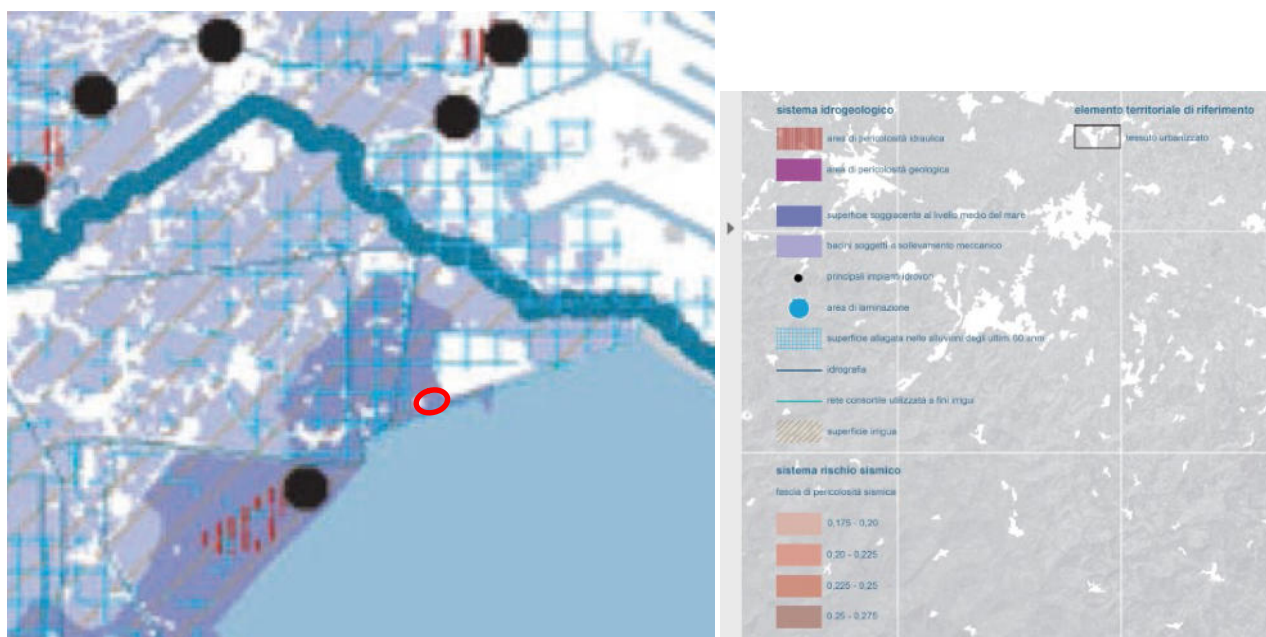 sistema idrogeologico
area di pericolosità idraulica
area di pericolosità geologica
superficie soggiacente al livello medio del mare
bacini soggetti a sollevamento meccanico
principali impianti idrovori
area di laminazione
superficie allagata nelle alluvioni degli ultimi 60 anni
idrografia
rete consortile utilizzata a fini irrigui
superficie irrigua
sistema rischio sismico
fascia di pericolosità sismica
0,175 - 0,20
0,20 - 0,225
0,225 - 0,25
0,25 - 0,275
elemento territoriale di riferimento
tessuto urbanizzato